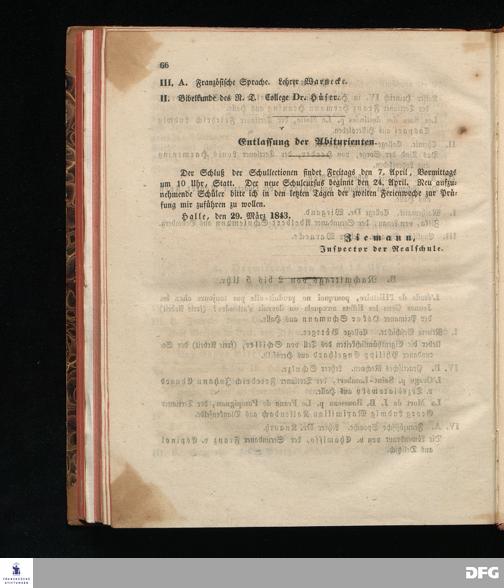 66
III. A. Französische Sprache. Lehrer Warnecke.
II. Bibelkunde des N. T. College Dr. Hüser.
Entlassung der Abiturienten.
Der Schluß der Schullectionen findet Freitags den 7. April, Vormittags
um 10 Uhr, Statt. Der neue Schulcursus beginnt den 24. April. Neu aufzu-
nehmende Schüler bitte ich in den letzten Tagen der zweiten Ferienwoche zur Prü-
fung mir zuführen zu wollen.
Halle, den 29. März 1843.
Ziemann,
Inspector der Realschule.
FRANCKESCHE
STIFTUNGEN
DFG